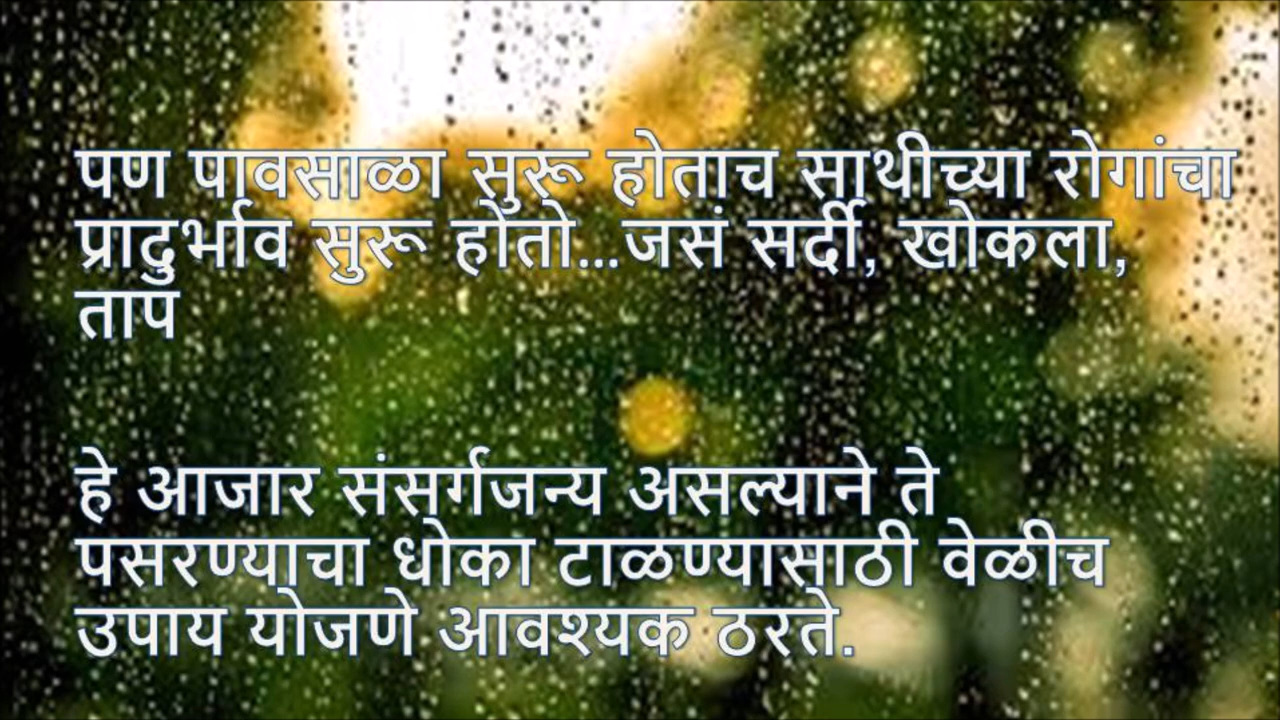 पण पावसाळा सुरू होताच साथीच्या रोगांचा
प्रादुर्भाव सुरू होतो...जसं सर्दी, खोकला,
ताप
हे आजार संसर्गजन्य असल्याने ते
पसरण्याचा धोका टाळण्यासाठी वेळीच
उपाय योजणे आवश्यक ठरते.